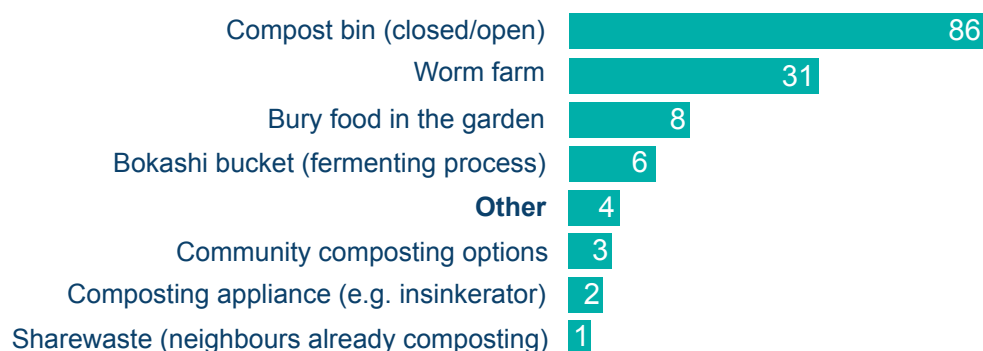 Compost bin (closed/open) 86
Worm farm 31
Bury food in the garden 8
Bokashi bucket (fermenting process) 6
Other 4
Community composting options 3
Composting appliance (e.g. insinkerator) 2
Sharewaste (neighbours already composting) 1